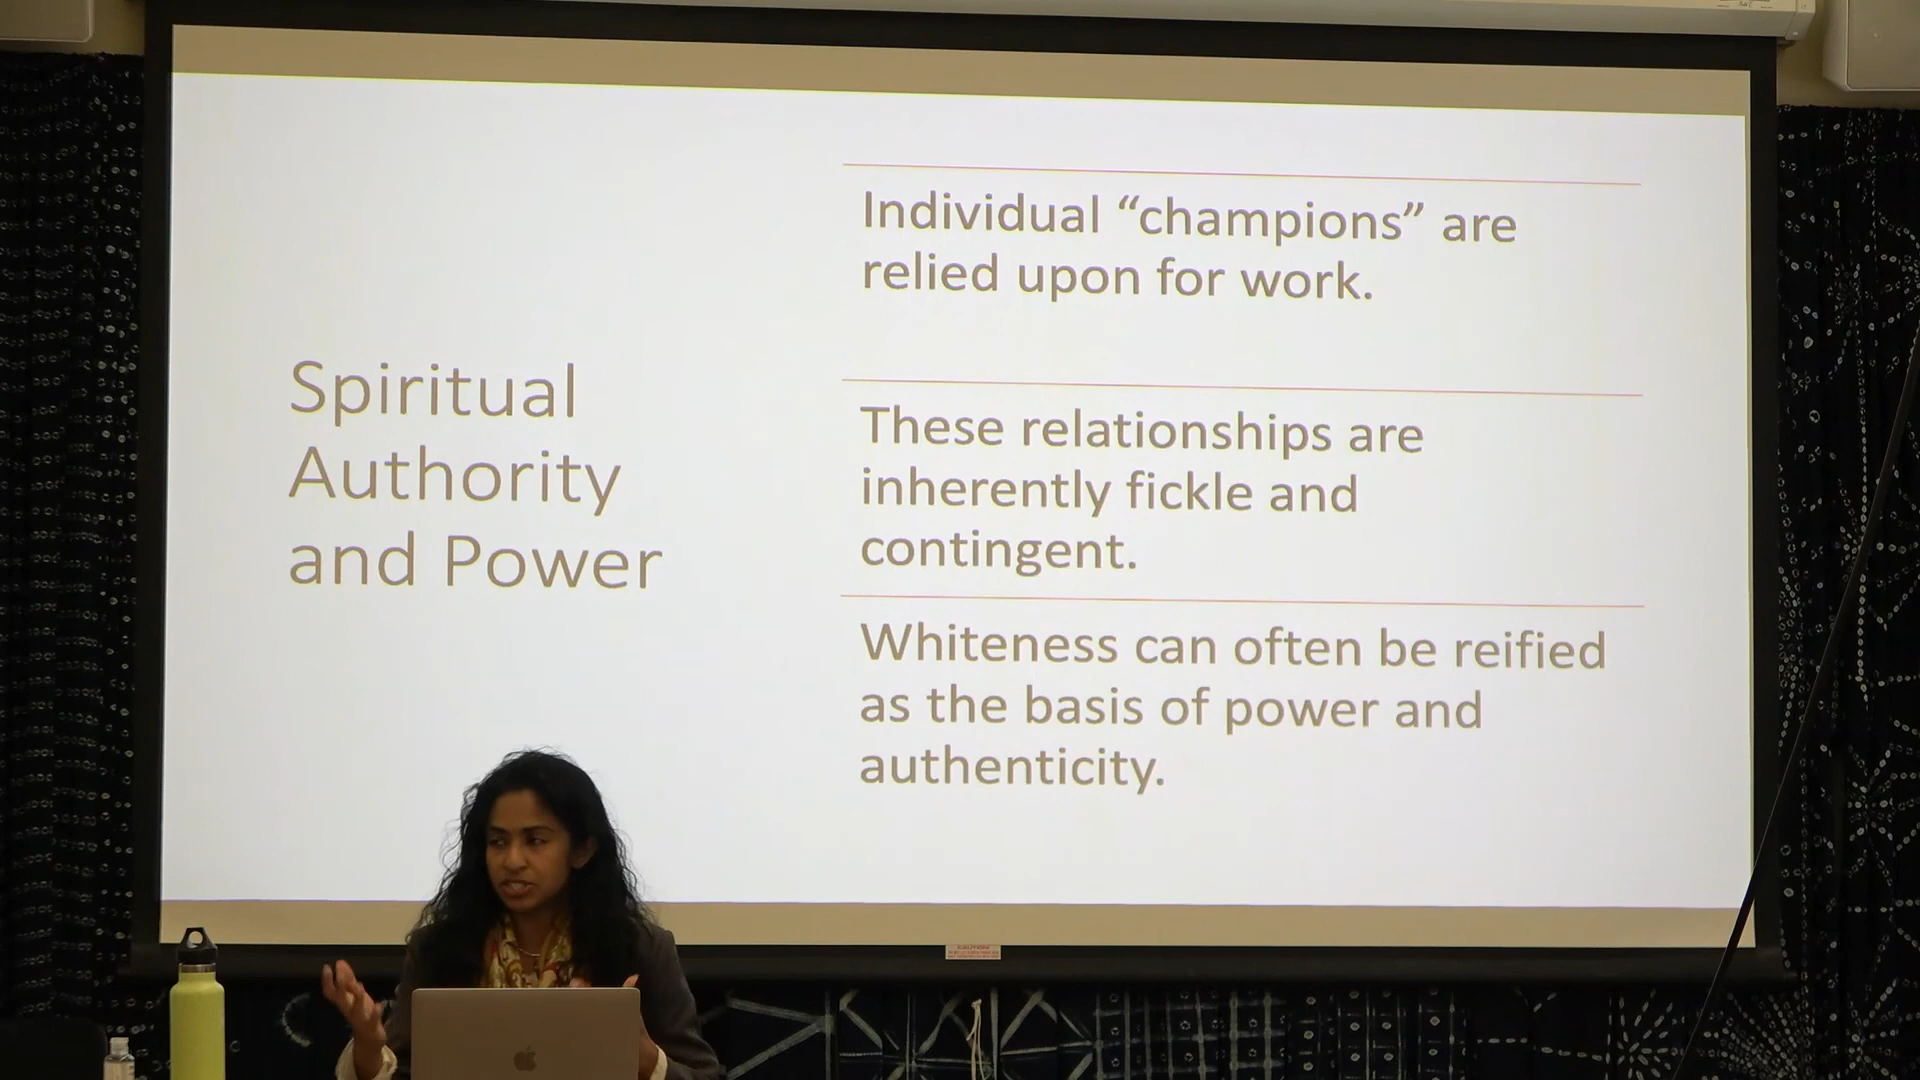 Spiritual
Authority
and Power
Individual “champions” are
relied upon for work.
These relationships are
inherently fickle and
contingent.
Whiteness can often be reified
as the basis of power and
authenticity.